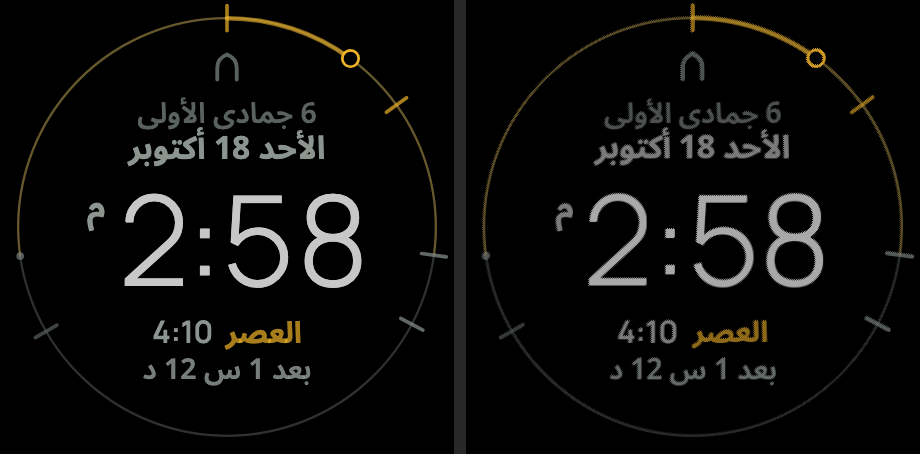 6 جمادى الأولى
الأحد 18 أكتوبر
2:58 م
العصر 4:10
بعد 1 س 12 د
6 جمادى الأولى
الأحد 18 أكتوبر
2:58 م
العصر 4:10
بعد 1 س 12 د